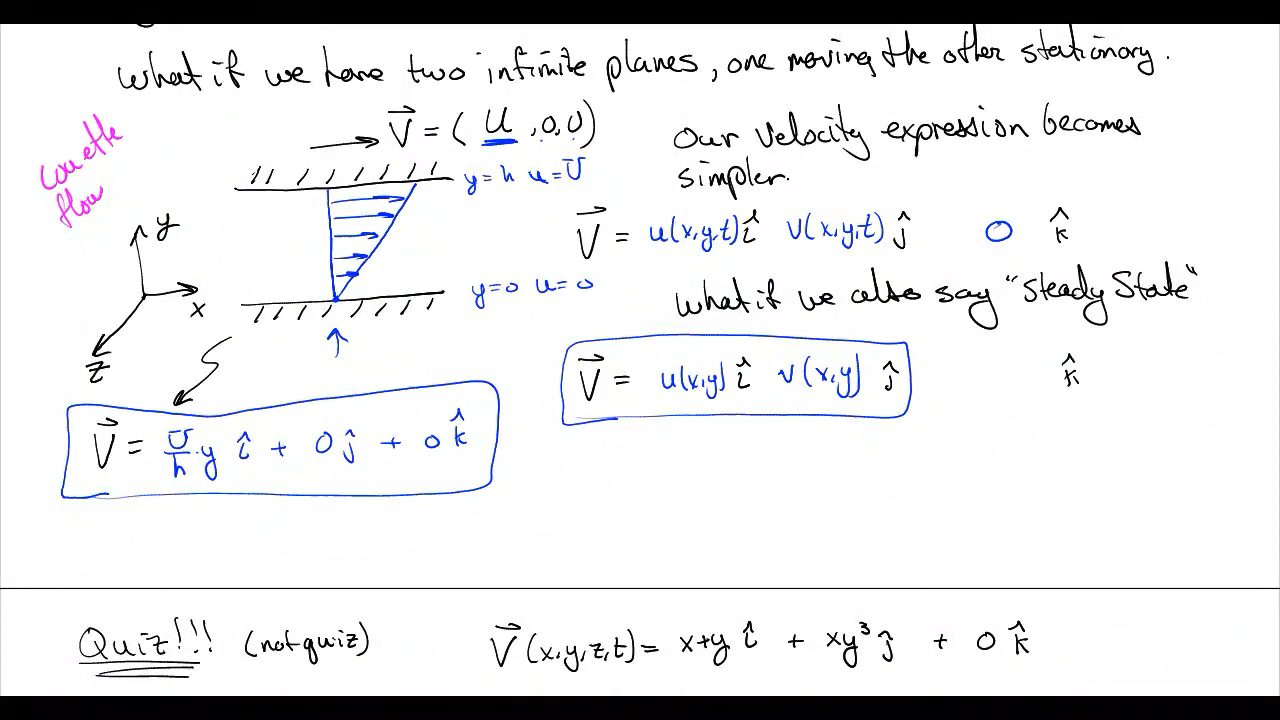 what if we have two infinite planes, one moving the other stationary.
couette
flow
V⃗ = ( U , 0, 0)
y=h u=U
y
x
z
y=0 u=0
V⃗ = U/h · y î + 0 ĵ + 0 k̂
Our velocity expression becomes
simpler.
V⃗ = u(x,y,t) î v(x,y,t) ĵ 0 k̂
what if we also say "steady state"
V⃗ = u(x,y) î v(x,y) ĵ k̂
Quiz!!! (not quiz) V⃗ (x,y,z,t) = x+y î + xy³ ĵ + 0 k̂